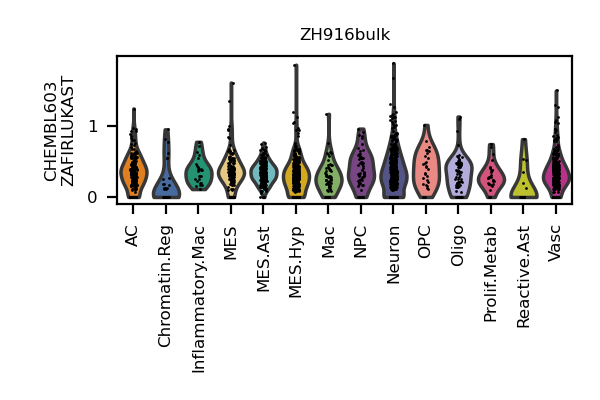 ZH916bulk
CHEMBL603
ZAFIRLUKAST
1
0
AC
Chromatin.Reg
Inflammatory.Mac
MES
MES.Ast
MES.Hyp
Mac
NPC
Neuron
OPC
Oligo
Prolif.Metab
Reactive.Ast
Vasc